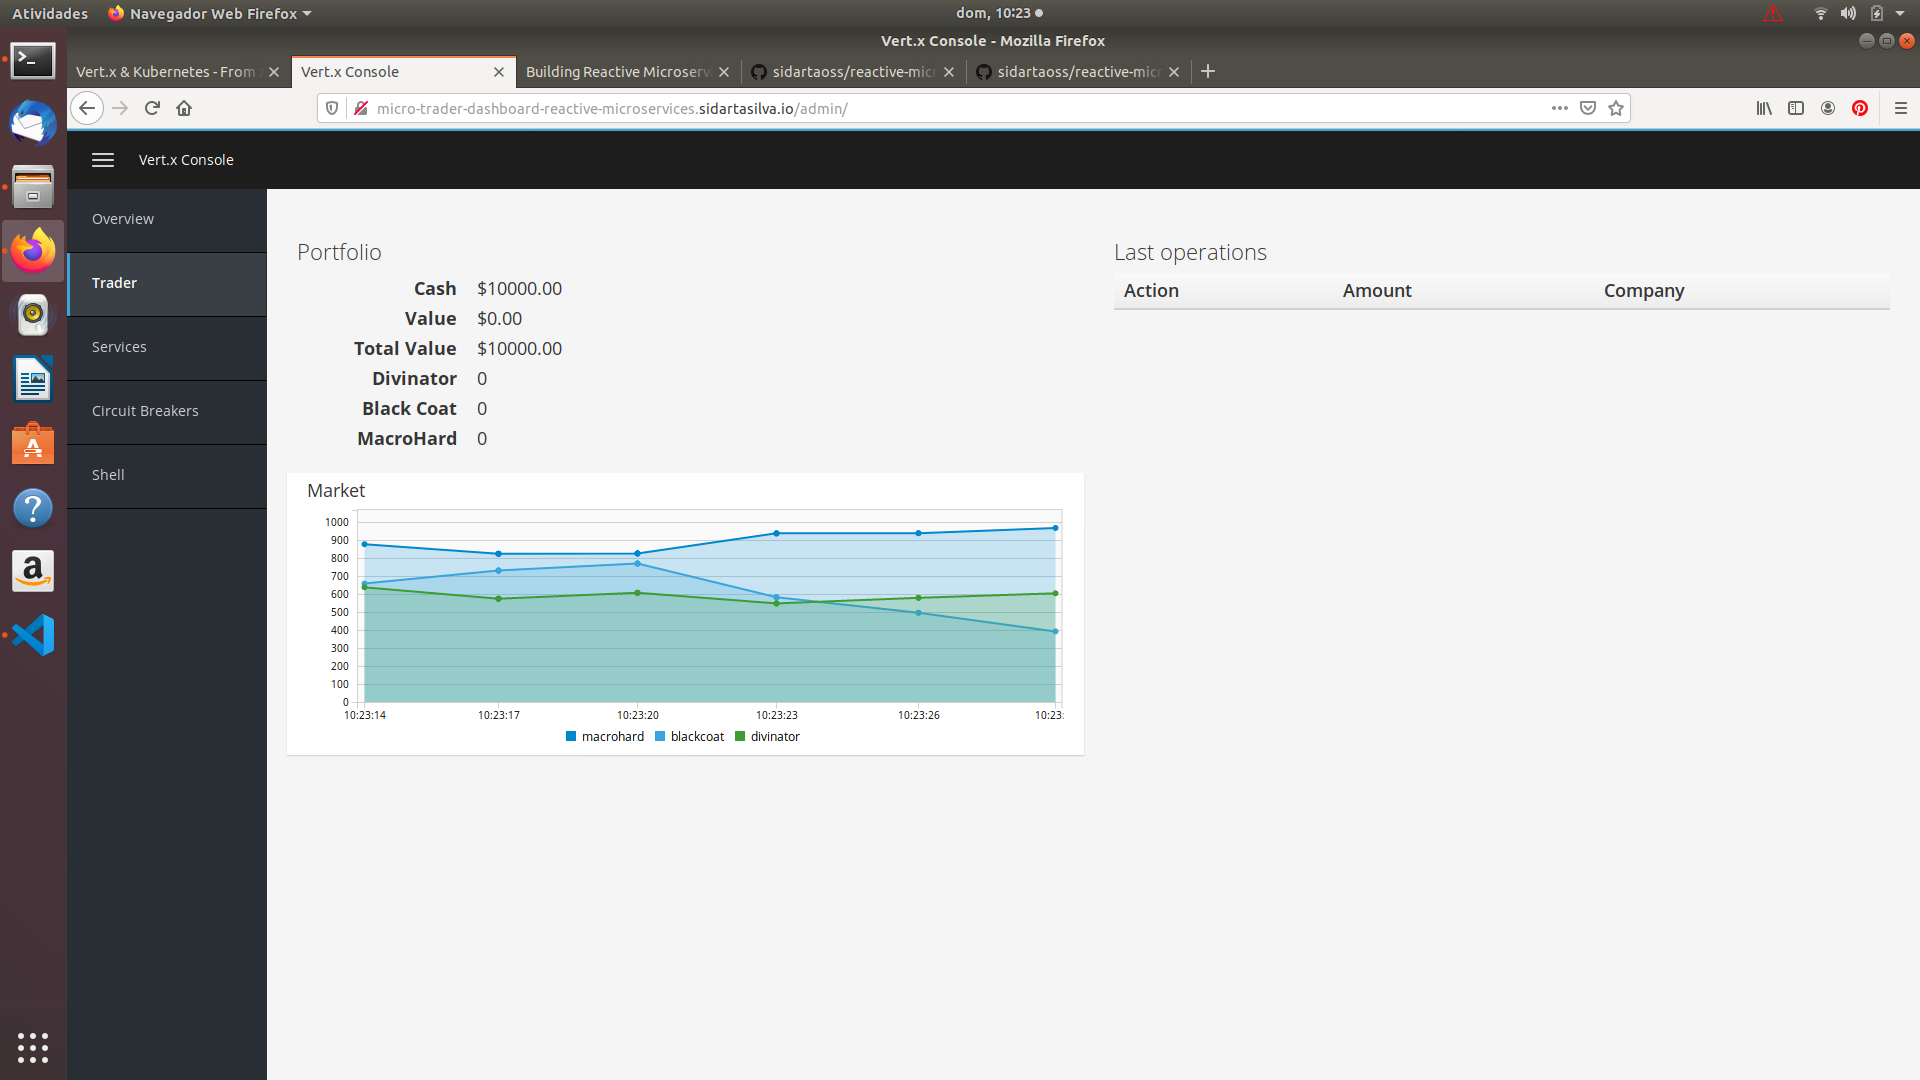 Atividades Navegador Web Firefox dom, 10:23
Vert.x Console - Mozilla Firefox
Vert.x & Kubernetes - From Vert.x Console Building Reactive Microserv sidartaoss/reactive-mic sidartaoss/reactive-mic
micro-trader-dashboard-reactive-microservices.sidartasilva.io/admin/
Vert.x Console
Overview
Trader
Services
Circuit Breakers
Shell
Portfolio
Cash $10000.00
Value $0.00
Total Value $10000.00
Divinator 0
Black Coat 0
MacroHard 0
Market
1000
900
800
700
600
500
400
300
200
100
0
10:23:14 10:23:17 10:23:20 10:23:23 10:23:26 10:23:
macrohard blackcoat divinator
Last operations
Action Amount Company